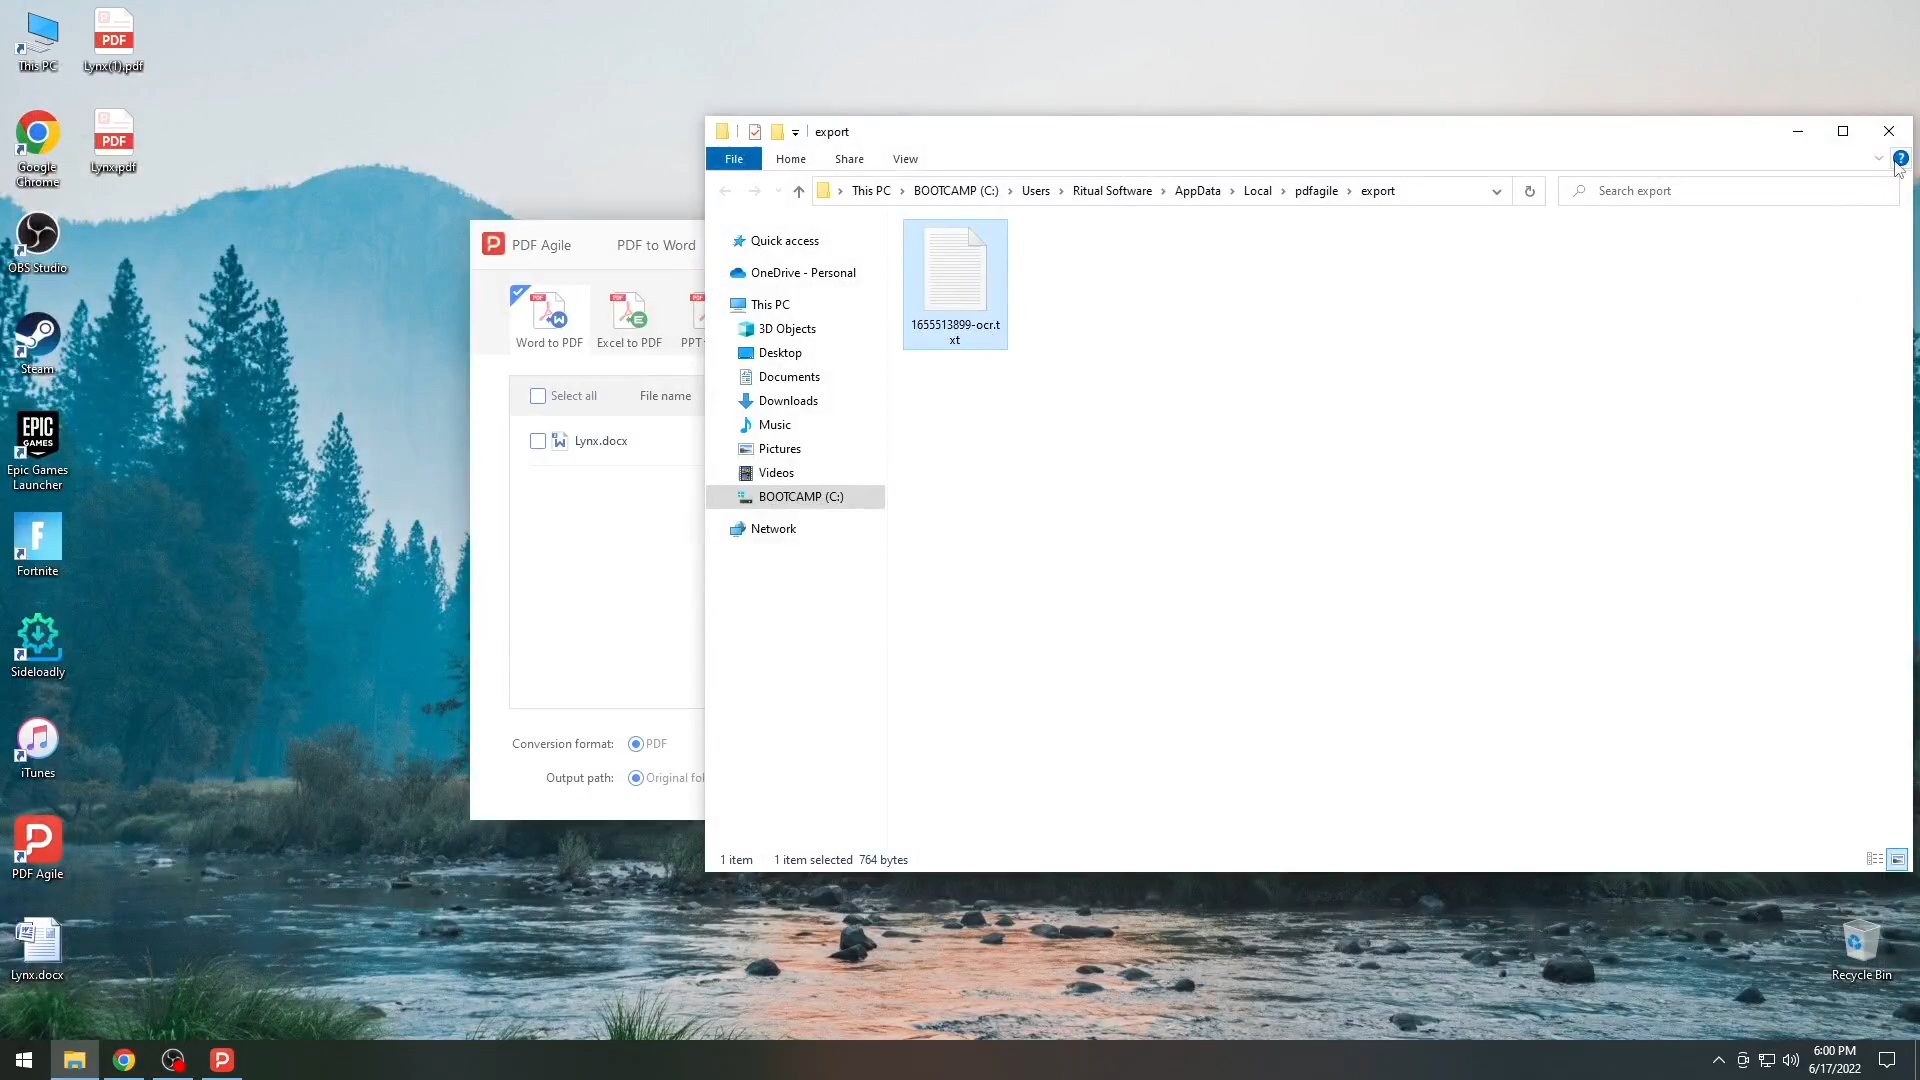 This PC
Lynx(1).pdf
Google
Chrome
Lynx.pdf
OBS Studio
Steam
EPIC
GAMES
Epic Games
Launcher
Fortnite
Sideloadly
iTunes
PDF Agile
Lynx.docx
Recycle Bin
PDF Agile
PDF to Word
Word to PDF
Excel to PDF
PPT
Select all
File name
Lynx.docx
Conversion format:
PDF
Output path:
Original fo
export
File
Home
Share
View
This PC
BOOTCAMP (C:)
Users
Ritual Software
AppData
Local
pdfagile
export
Search export
Quick access
OneDrive - Personal
This PC
3D Objects
Desktop
Documents
Downloads
Music
Pictures
Videos
BOOTCAMP (C:)
Network
1655513899-ocr.t
xt
1 item
1 item selected 764 bytes
6:00 PM
6/17/2022